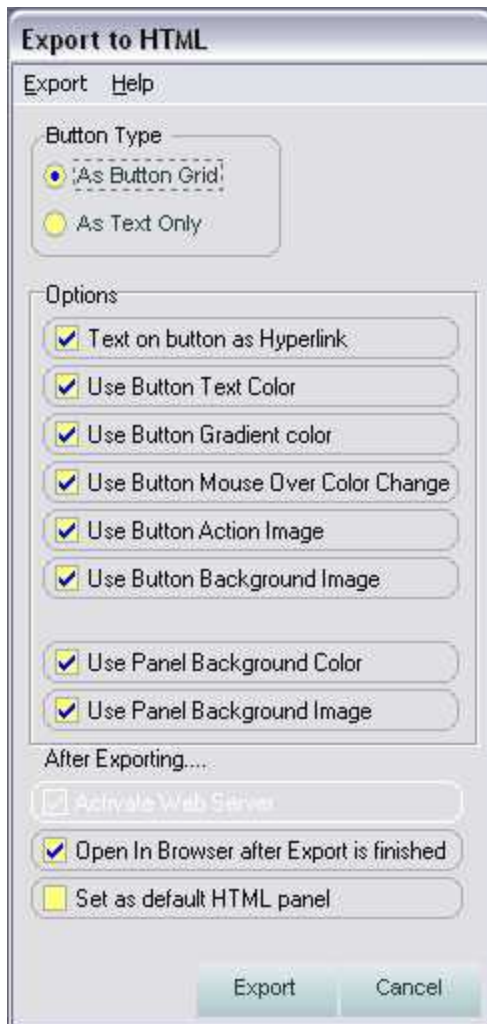 Export to HTML
Export Help
Button Type
As Button Grid
As Text Only
Options
Text on button as Hyperlink
Use Button Text Color
Use Button Gradient color
Use Button Mouse Over Color Change
Use Button Action Image
Use Button Background Image
Use Panel Background Color
Use Panel Background Image
After Exporting....
Activate Web Server
Open In Browser after Export is finished
Set as default HTML panel
Export Cancel